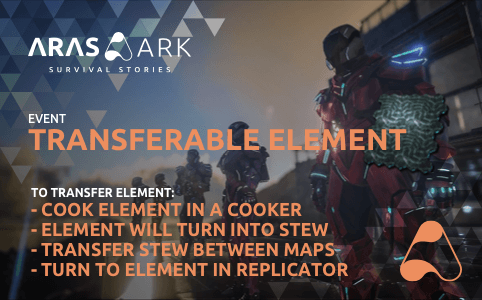 ARAS ARK
SURVIVAL STORIES
EVENT
TRANSFERABLE ELEMENT
TO TRANSFER ELEMENT:
- COOK ELEMENT IN A COOKER
- ELEMENT WILL TURN INTO STEW
- TRANSFER STEW BETWEEN MAPS
- TURN TO ELEMENT IN REPLICATOR